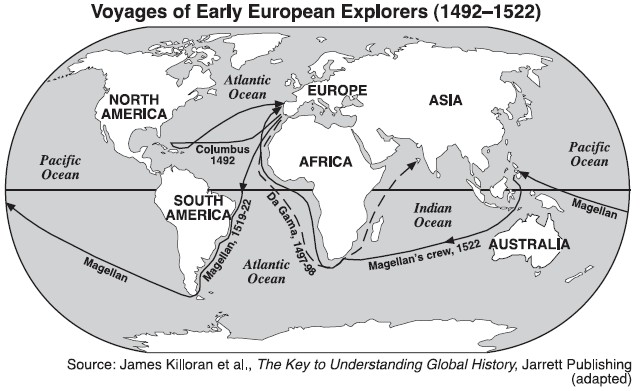 Voyages of Early European Explorers (1492–1522)
Atlantic
Ocean
EUROPE
NORTH
AMERICA
ASIA
Columbus
1492
Pacific
Ocean
Pacific
Ocean
AFRICA
SOUTH
AMERICA
Magellan, 1519-22
Da Gama, 1497-98
Indian
Ocean
Magellan
Magellan
Atlantic
Ocean
Magellan's crew, 1522
AUSTRALIA
Source: James Killoran et al., The Key to Understanding Global History, Jarrett Publishing
(adapted)